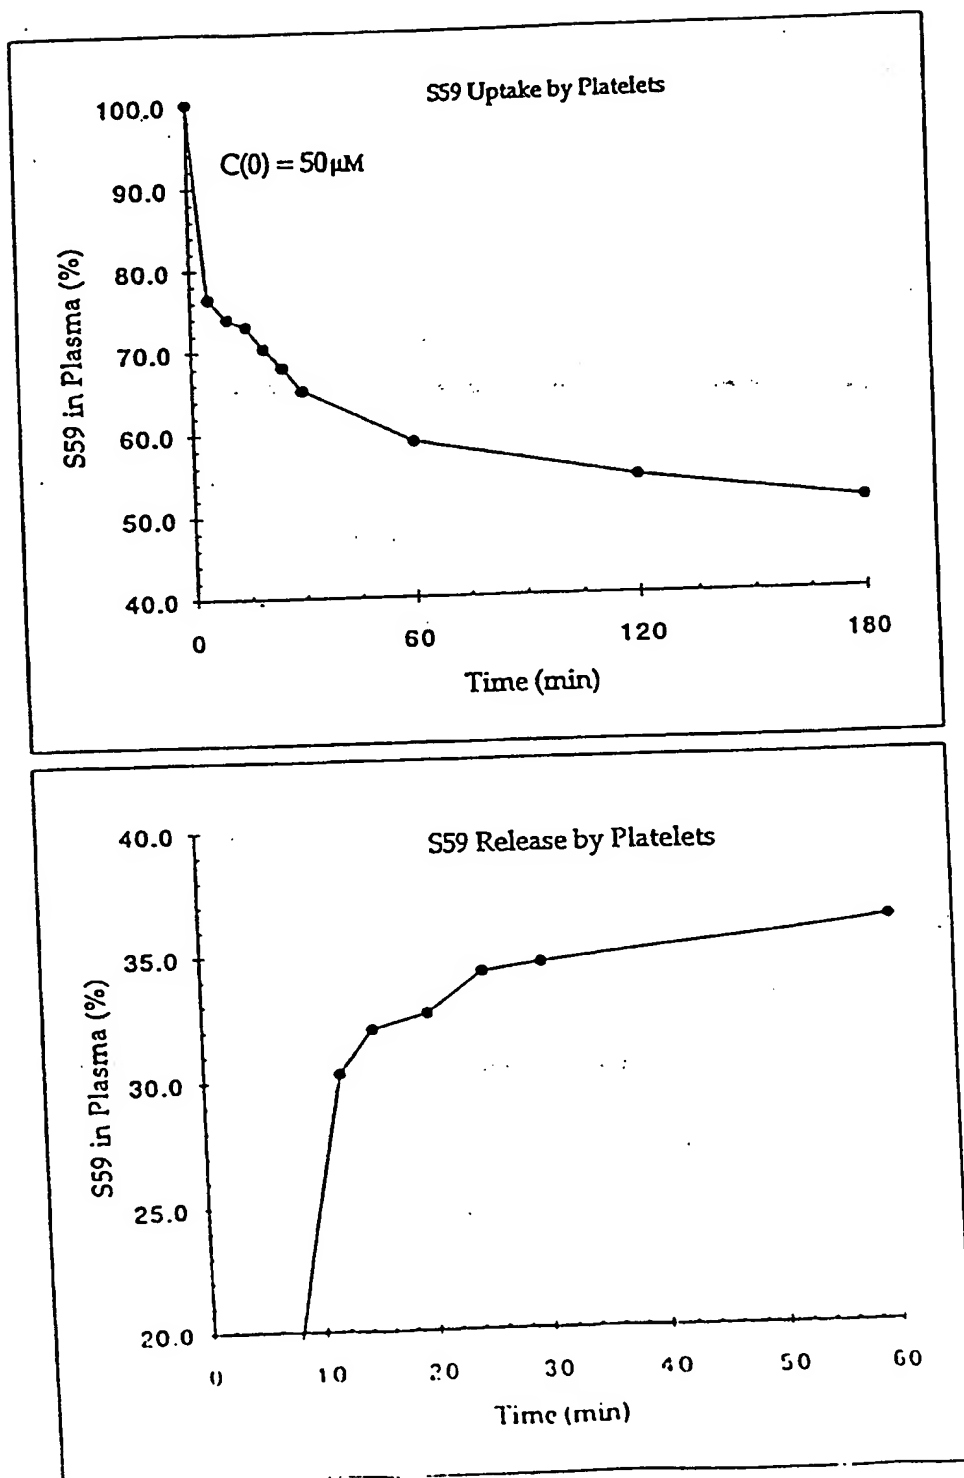 S59 Uptake by Platelets
100.0
C(0) = 50μM
90.0
80.0
70.0
60.0
50.0
40.0
S59 in Plasma (%)
0 60 120 180
Time (min)
S59 Release by Platelets
40.0
35.0
30.0
25.0
20.0
S59 in Plasma (%)
0 10 20 30 40 50 60
Time (min)